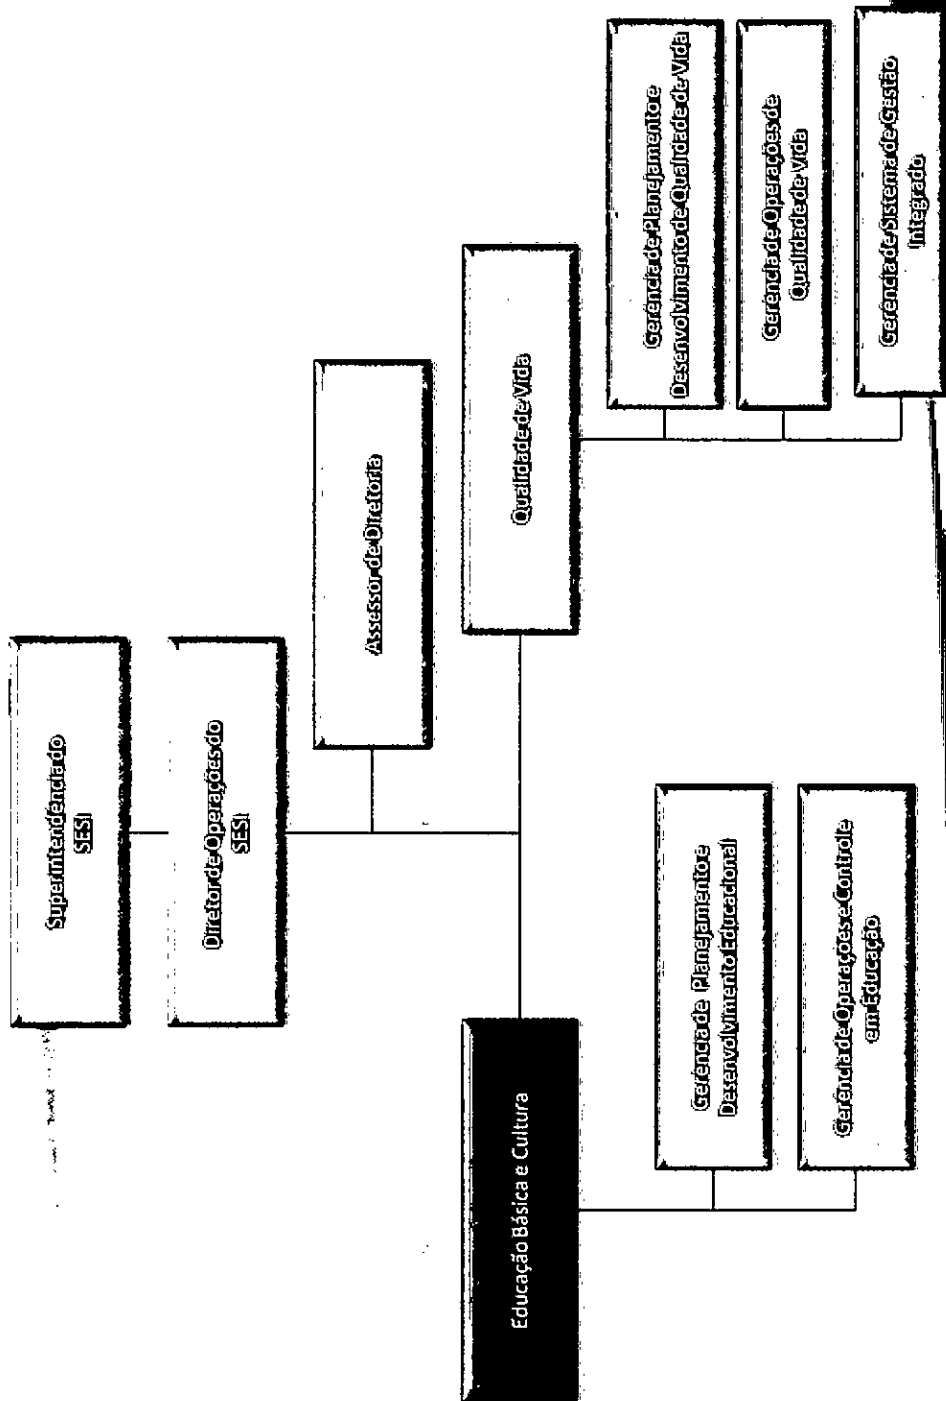 Superintendência do
SESI
Diretor de Operações do
SESI
Assessor de Diretoria
Educação Básica e Cultura
Qualidade de Vida
Gerência de Planejamento e
Desenvolvimento Educacional
Gerência de Operações e Controle
em Educação
Gerência de Planejamento e
Desenvolvimento de Qualidade de Vida
Gerência de Operações de
Qualidade de Vida
Gerência de Sistema de Gestão
Integrado